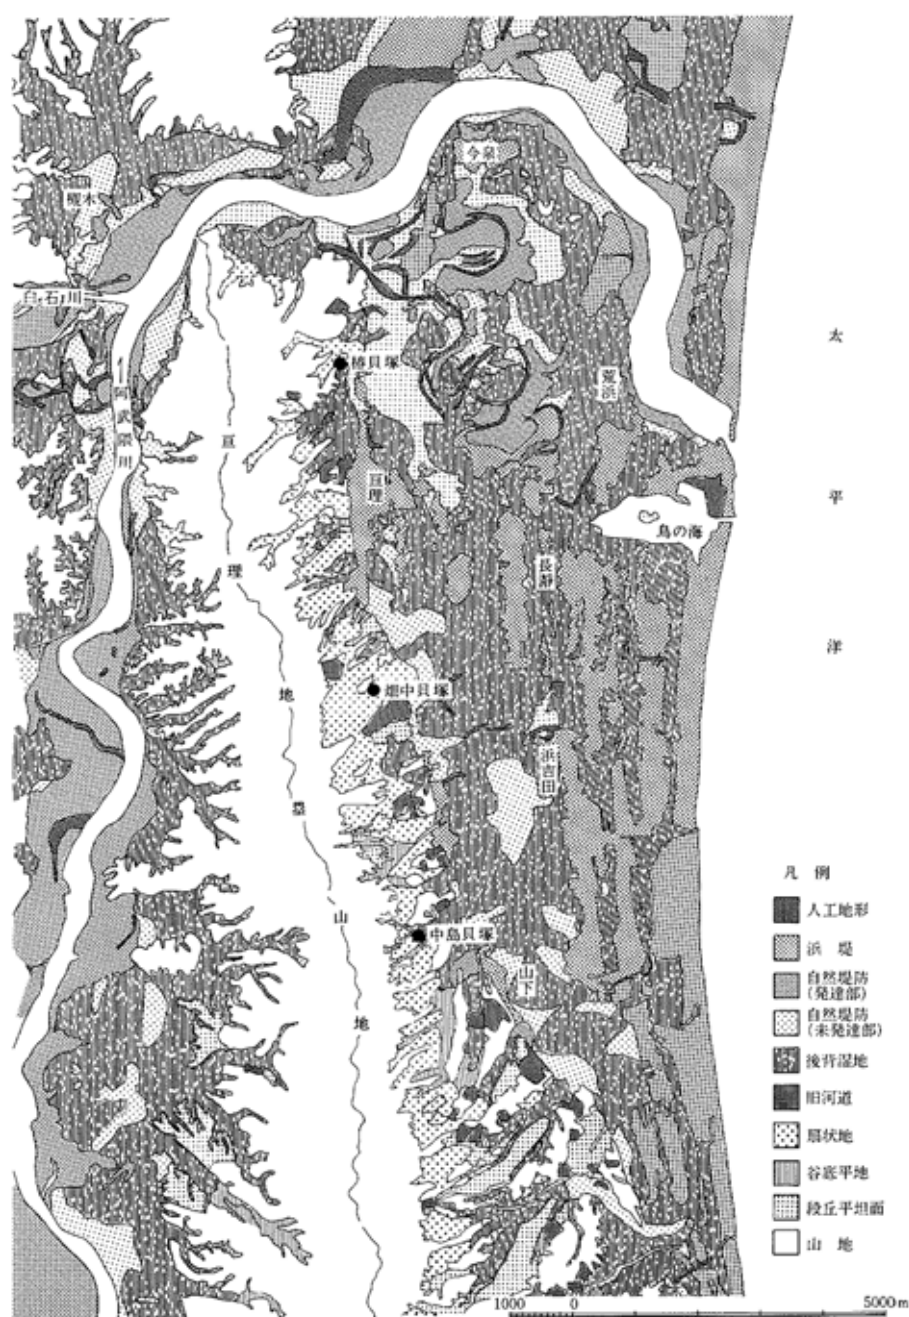 今泉
槻木
白石川
太平洋
椿貝塚
荒浜
阿武隈川
亘理
鳥の海
亘理地塁山地
長瀞
畑中貝塚
浜吉田
中島貝塚
山下
凡例
人工地形
浜堤
自然堤防
(発達部)
自然堤防
(未発達部)
後背湿地
旧河道
扇状地
谷底平地
段丘平坦面
山地
1000 0 5000m